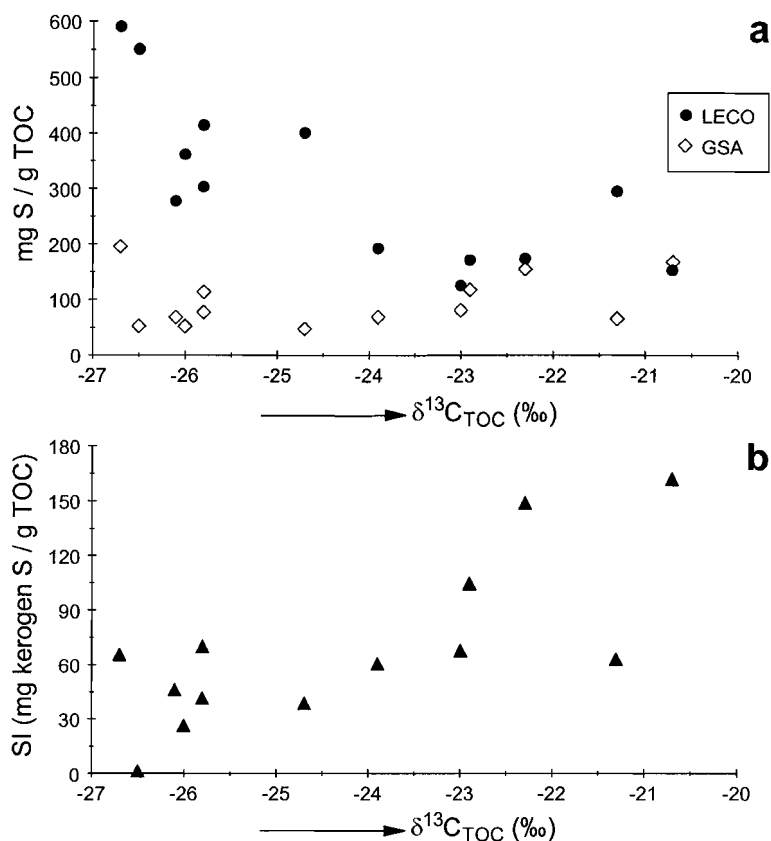 a
600
500
400
300
200
100
0
mg S / g TOC
LECO
GSA
-27 -26 -25 -24 -23 -22 -21 -20
δ¹³C_TOC (‰)
b
180
150
120
90
60
30
0
SI (mg kerogen S / g TOC)
-27 -26 -25 -24 -23 -22 -21 -20
δ¹³C_TOC (‰)